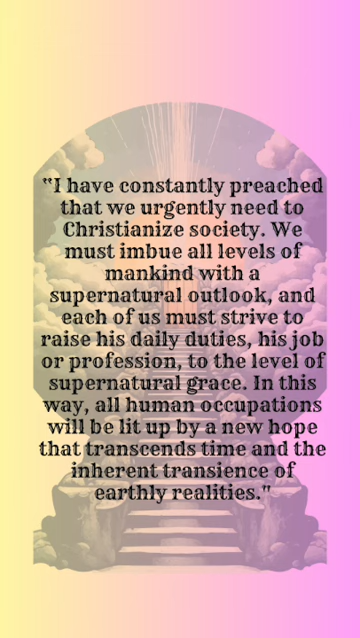 "I have constantly preached
that we urgently need to
Christianize society. We
must imbue all levels of
mankind with a
supernatural outlook, and
each of us must strive to
raise his daily duties, his job
or profession, to the level of
supernatural grace. In this
way, all human occupations
will be lit up by a new hope
that transcends time and the
inherent transience of
earthly realities."